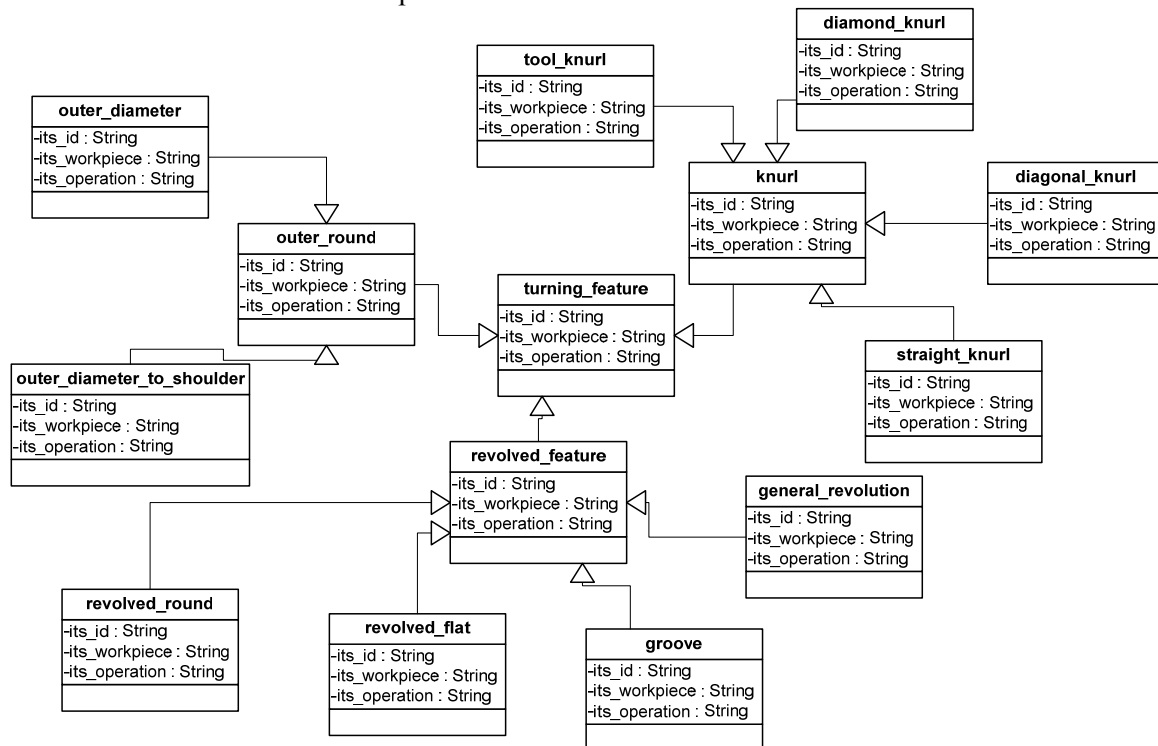 diamond_knurl
-its_id : String
-its_workpiece : String
-its_operation : String
tool_knurl
-its_id : String
-its_workpiece : String
-its_operation : String
outer_diameter
-its_id : String
-its_workpiece : String
-its_operation : String
knurl
-its_id : String
-its_workpiece : String
-its_operation : String
diagonal_knurl
-its_id : String
-its_workpiece : String
-its_operation : String
outer_round
-its_id : String
-its_workpiece : String
-its_operation : String
turning_feature
-its_id : String
-its_workpiece : String
-its_operation : String
straight_knurl
-its_id : String
-its_workpiece : String
-its_operation : String
outer_diameter_to_shoulder
-its_id : String
-its_workpiece : String
-its_operation : String
revolved_feature
-its_id : String
-its_workpiece : String
-its_operation : String
general_revolution
-its_id : String
-its_workpiece : String
-its_operation : String
revolved_round
-its_id : String
-its_workpiece : String
-its_operation : String
revolved_flat
-its_id : String
-its_workpiece : String
-its_operation : String
groove
-its_id : String
-its_workpiece : String
-its_operation : String